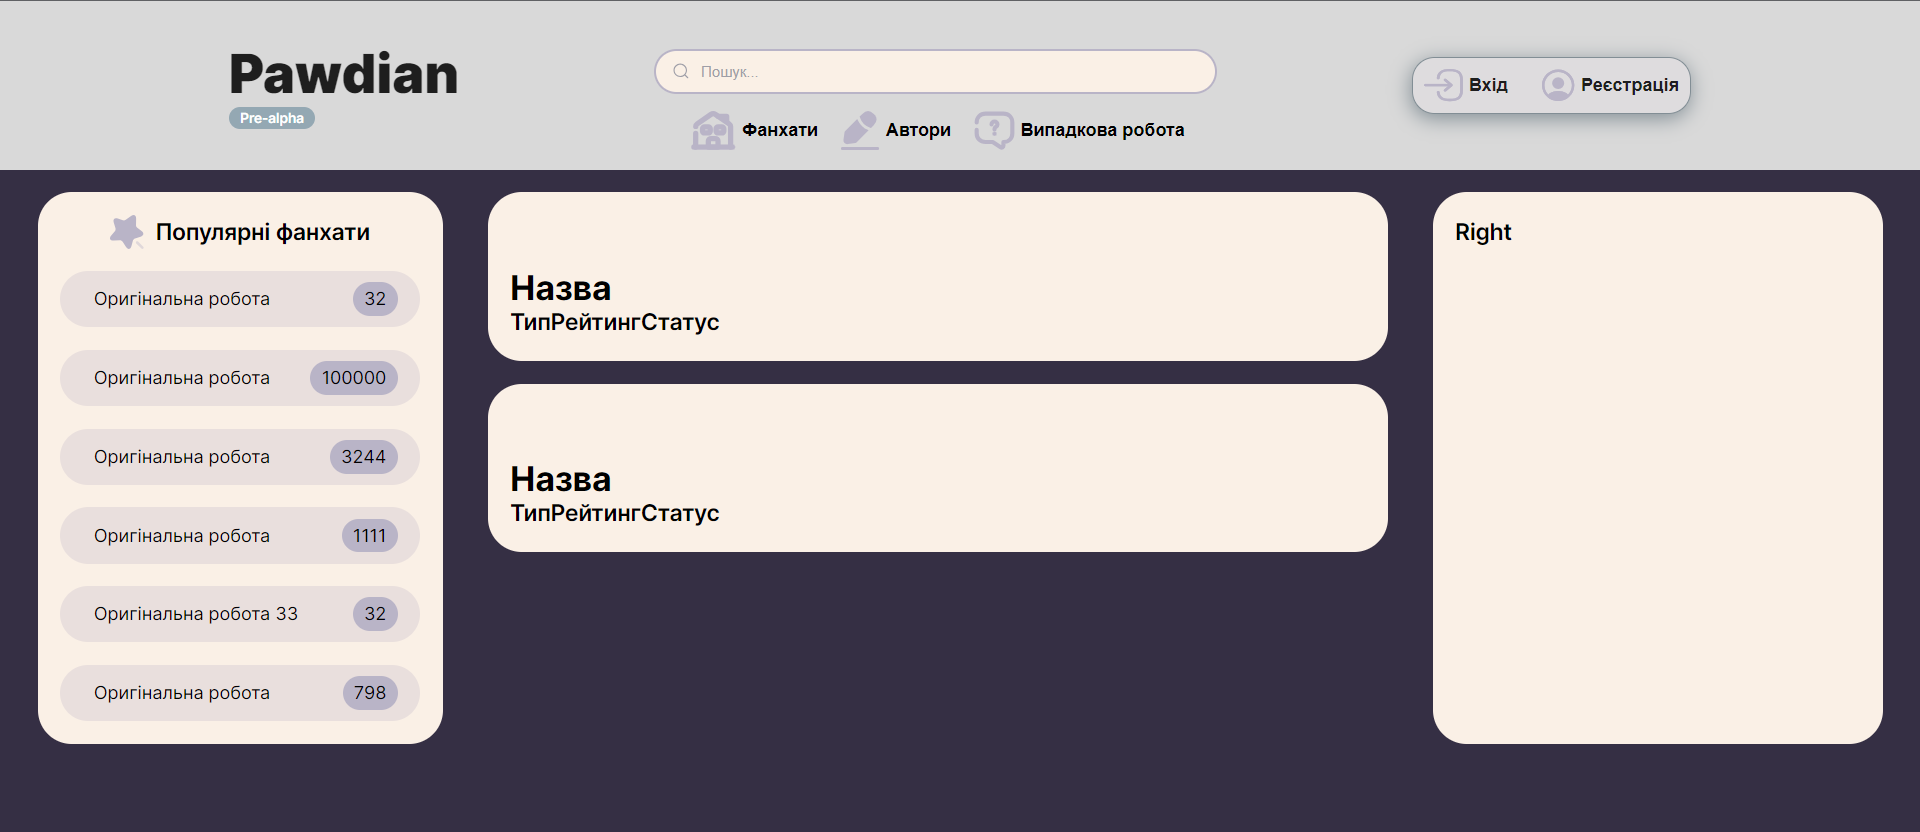 Pawdian
Pre-alpha
Пошук...
Фанхати
Автори
Випадкова робота
Вхід
Реєстрація
Популярні фанхати
Оригінальна робота 32
Оригінальна робота 100000
Оригінальна робота 3244
Оригінальна робота 1111
Оригінальна робота 33 32
Оригінальна робота 798
Назва
ТипРейтингСтатус
Назва
ТипРейтингСтатус
Right